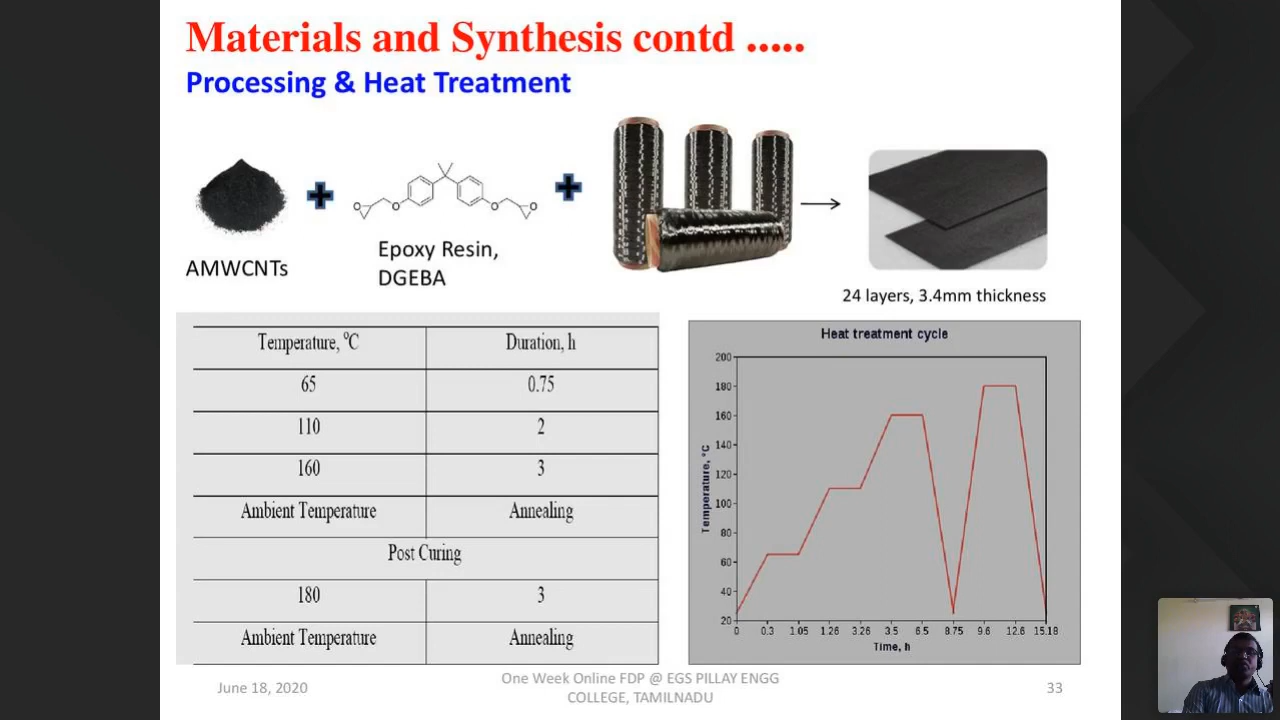 Materials and Synthesis contd .....
Processing & Heat Treatment
O
O
O
O
AMWCNTs
Epoxy Resin,
DGEBA
24 layers, 3.4mm thickness
Temperature, °C
Duration, h
65
0.75
110
2
160
3
Ambient Temperature
Annealing
Post Curing
180
3
Ambient Temperature
Annealing
Heat treatment cycle
200
180
160
140
120
100
80
60
40
20
Temperature, °C
0
0.3
1.05
1.26
3.26
3.5
6.5
8.75
9.6
12.6
15.18
Time, h
June 18, 2020
One Week Online FDP @ EGS PILLAY ENGG
COLLEGE, TAMILNADU
33